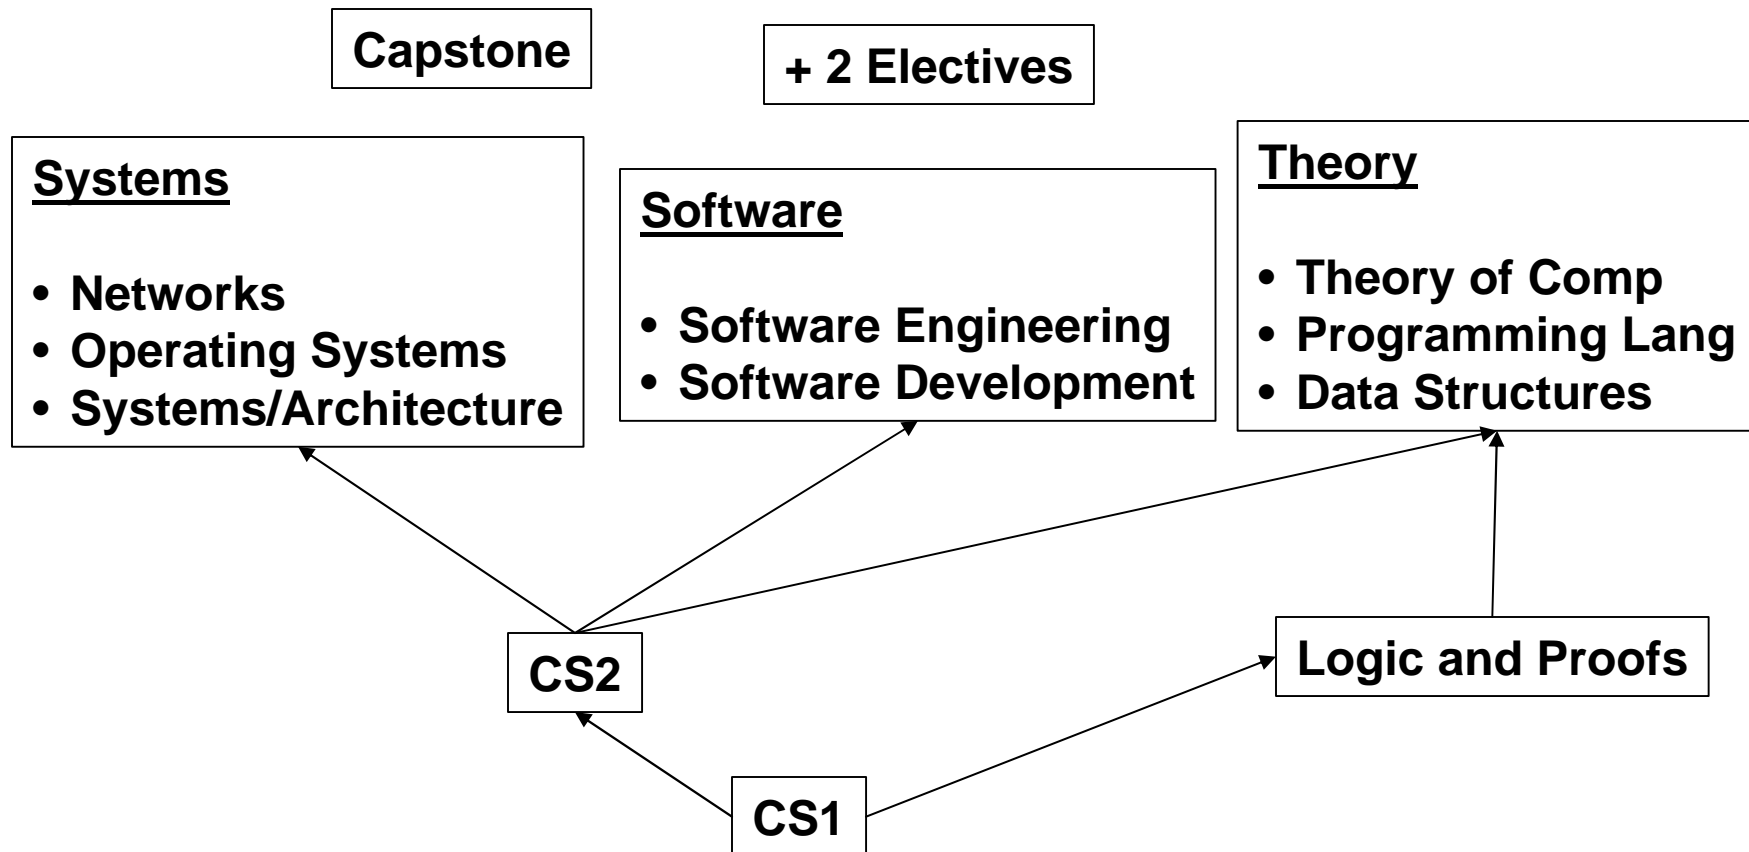 Capstone
+ 2 Electives
Systems
• Networks
• Operating Systems
• Systems/Architecture
Software
• Software Engineering
• Software Development
Theory
• Theory of Comp
• Programming Lang
• Data Structures
CS2
Logic and Proofs
CS1